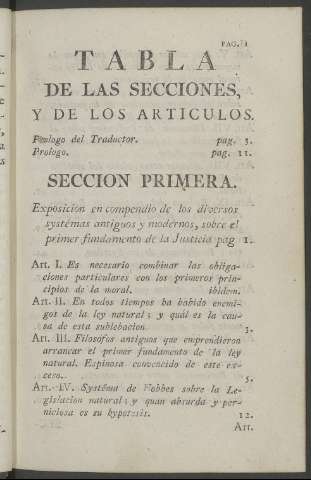 PAG. 1
TABLA
DE LAS SECCIONES,
Y DE LOS ARTICULOS.
Prologo del Traductor. pag. 3.
Prologo. pag. 11.
SECCION PRIMERA.
Exposicion en compendio de los diversos
systémas antiguos y modernos, sobre el
primer fundamento de la Justicia pag 1.
Art. I. Es necesario combinar las obliga-
ciones particulares con los primeros prin-
cipios de la moral. ibidem.
Art. II. En todos tiempos ha habido enemi-
gos de la ley natural; y quál es la cau-
sa de esta sublebacion. 3.
Art. III. Filosofos antiguos que emprendieron
arrancar el primer fundamento de la ley
natural. Espinosa convencido de este ex-
ceso. 5.
Art. IV. Systéma de Hobbes sobre la Le-
gislacion natural; y quan absurda y per-
niciosa es su hypotesis. 12.
Art.